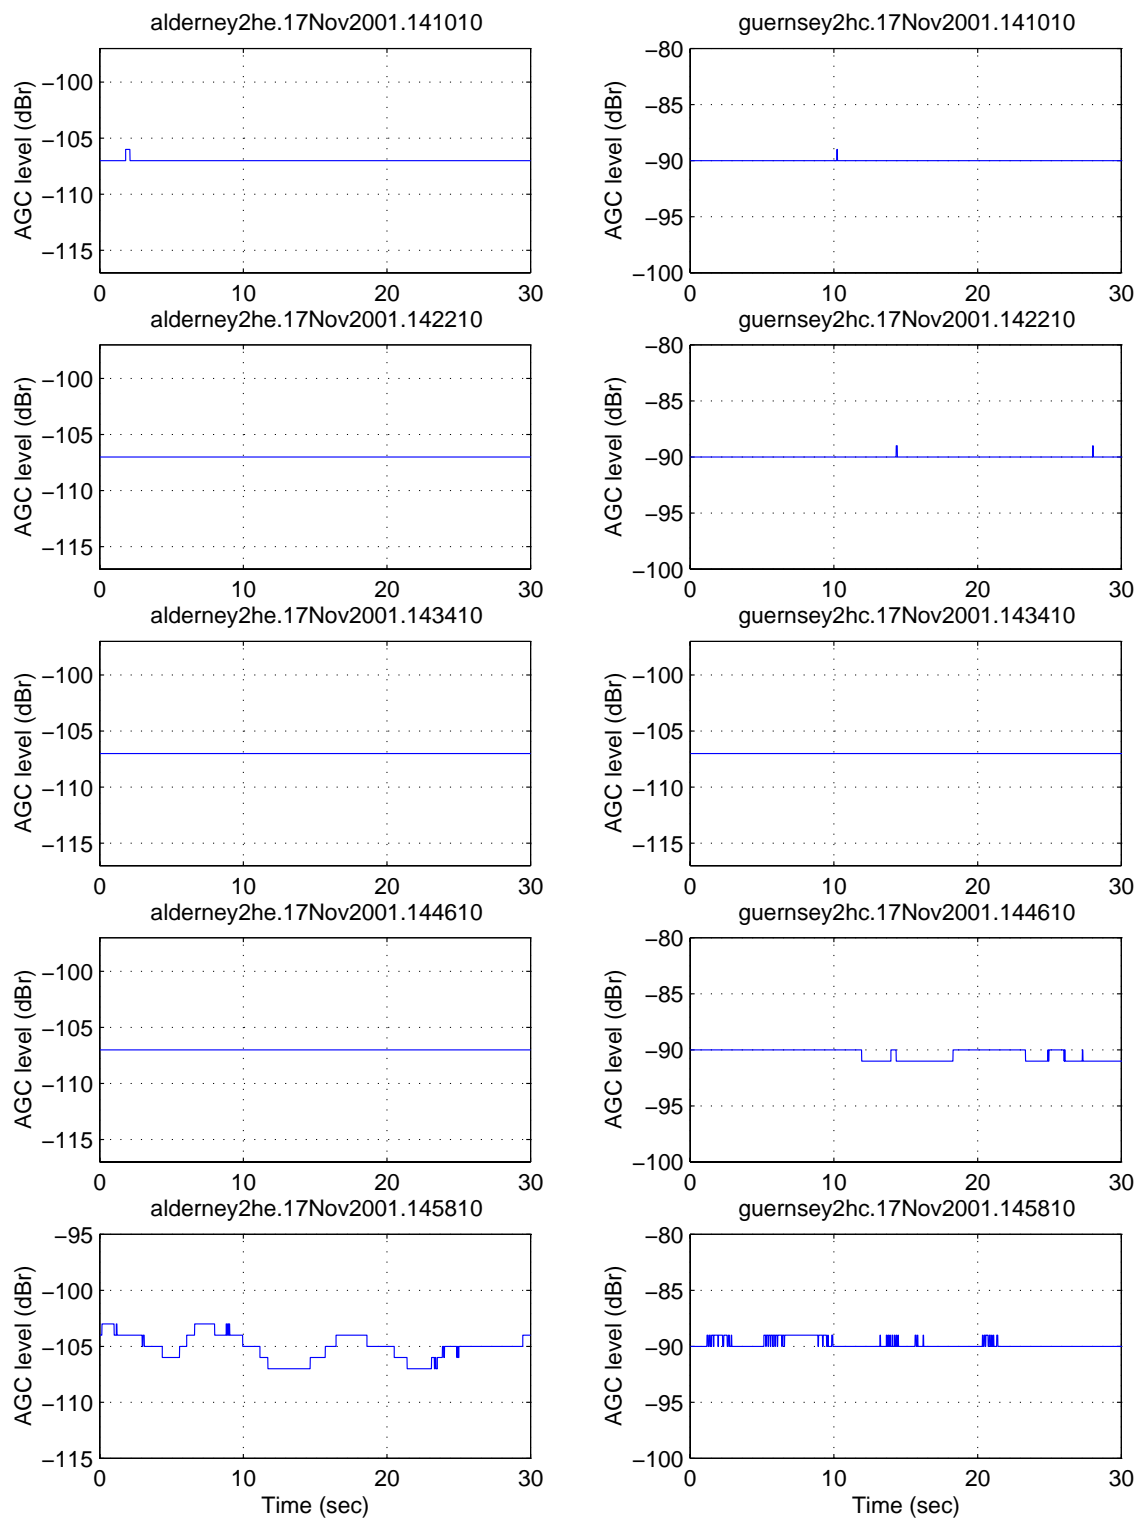 alderney2he.17Nov2001.141010
AGC level (dBr)
−100
−105
−110
−115
0 10 20 30
guernsey2hc.17Nov2001.141010
AGC level (dBr)
−80
−85
−90
−95
−100
0 10 20 30
alderney2he.17Nov2001.142210
AGC level (dBr)
−100
−105
−110
−115
0 10 20 30
guernsey2hc.17Nov2001.142210
AGC level (dBr)
−80
−85
−90
−95
−100
0 10 20 30
alderney2he.17Nov2001.143410
AGC level (dBr)
−100
−105
−110
−115
0 10 20 30
guernsey2hc.17Nov2001.143410
AGC level (dBr)
−100
−105
−110
−115
0 10 20 30
alderney2he.17Nov2001.144610
AGC level (dBr)
−100
−105
−110
−115
0 10 20 30
guernsey2hc.17Nov2001.144610
AGC level (dBr)
−80
−85
−90
−95
−100
0 10 20 30
alderney2he.17Nov2001.145810
AGC level (dBr)
−95
−100
−105
−110
−115
0 10 20 30
Time (sec)
guernsey2hc.17Nov2001.145810
AGC level (dBr)
−80
−85
−90
−95
−100
0 10 20 30
Time (sec)